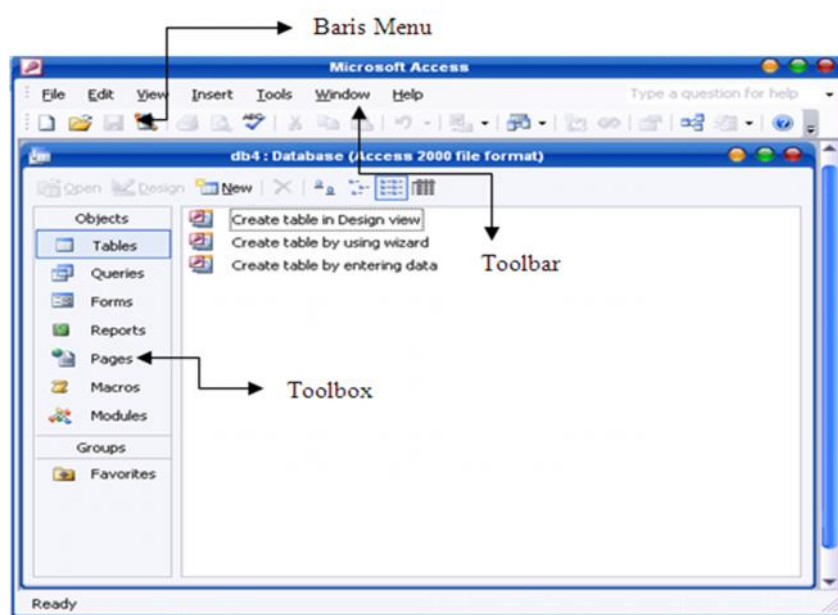 Baris Menu
Microsoft Access
File Edit View Insert Tools Window Help Type a question for help
db4 : Database (Access 2000 file format)
Open Design New
Objects
Create table in Design view
Tables
Create table by using wizard
Queries
Create table by entering data
Toolbar
Forms
Reports
Pages
Macros
Toolbox
Modules
Groups
Favorites
Ready